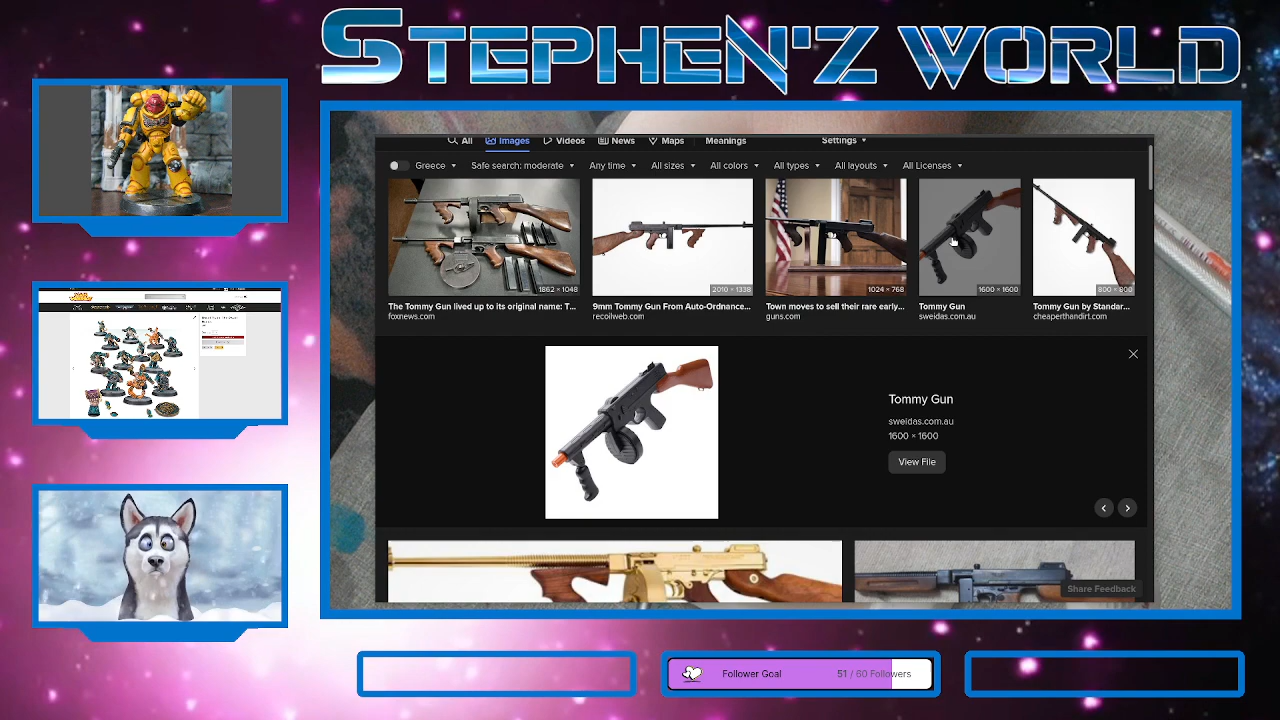 STEPHEN'Z WORLD
All Images Videos News Maps Meanings Settings
Greece Safe search: moderate Any time All sizes All colors All types All layouts All Licenses
1862 × 1048
2010 × 1338
1024 × 768
1600 × 1600
800 × 800
The Tommy Gun lived up to its original name: T...
foxnews.com
9mm Tommy Gun From Auto-Ordnance...
recoilweb.com
Town moves to sell their rare early...
guns.com
Tommy Gun
sweidas.com.au
Tommy Gun by Standar...
cheaperthandirt.com
Tommy Gun
sweidas.com.au
1600 × 1600
View File
Share Feedback
Follower Goal 51 / 60 Followers